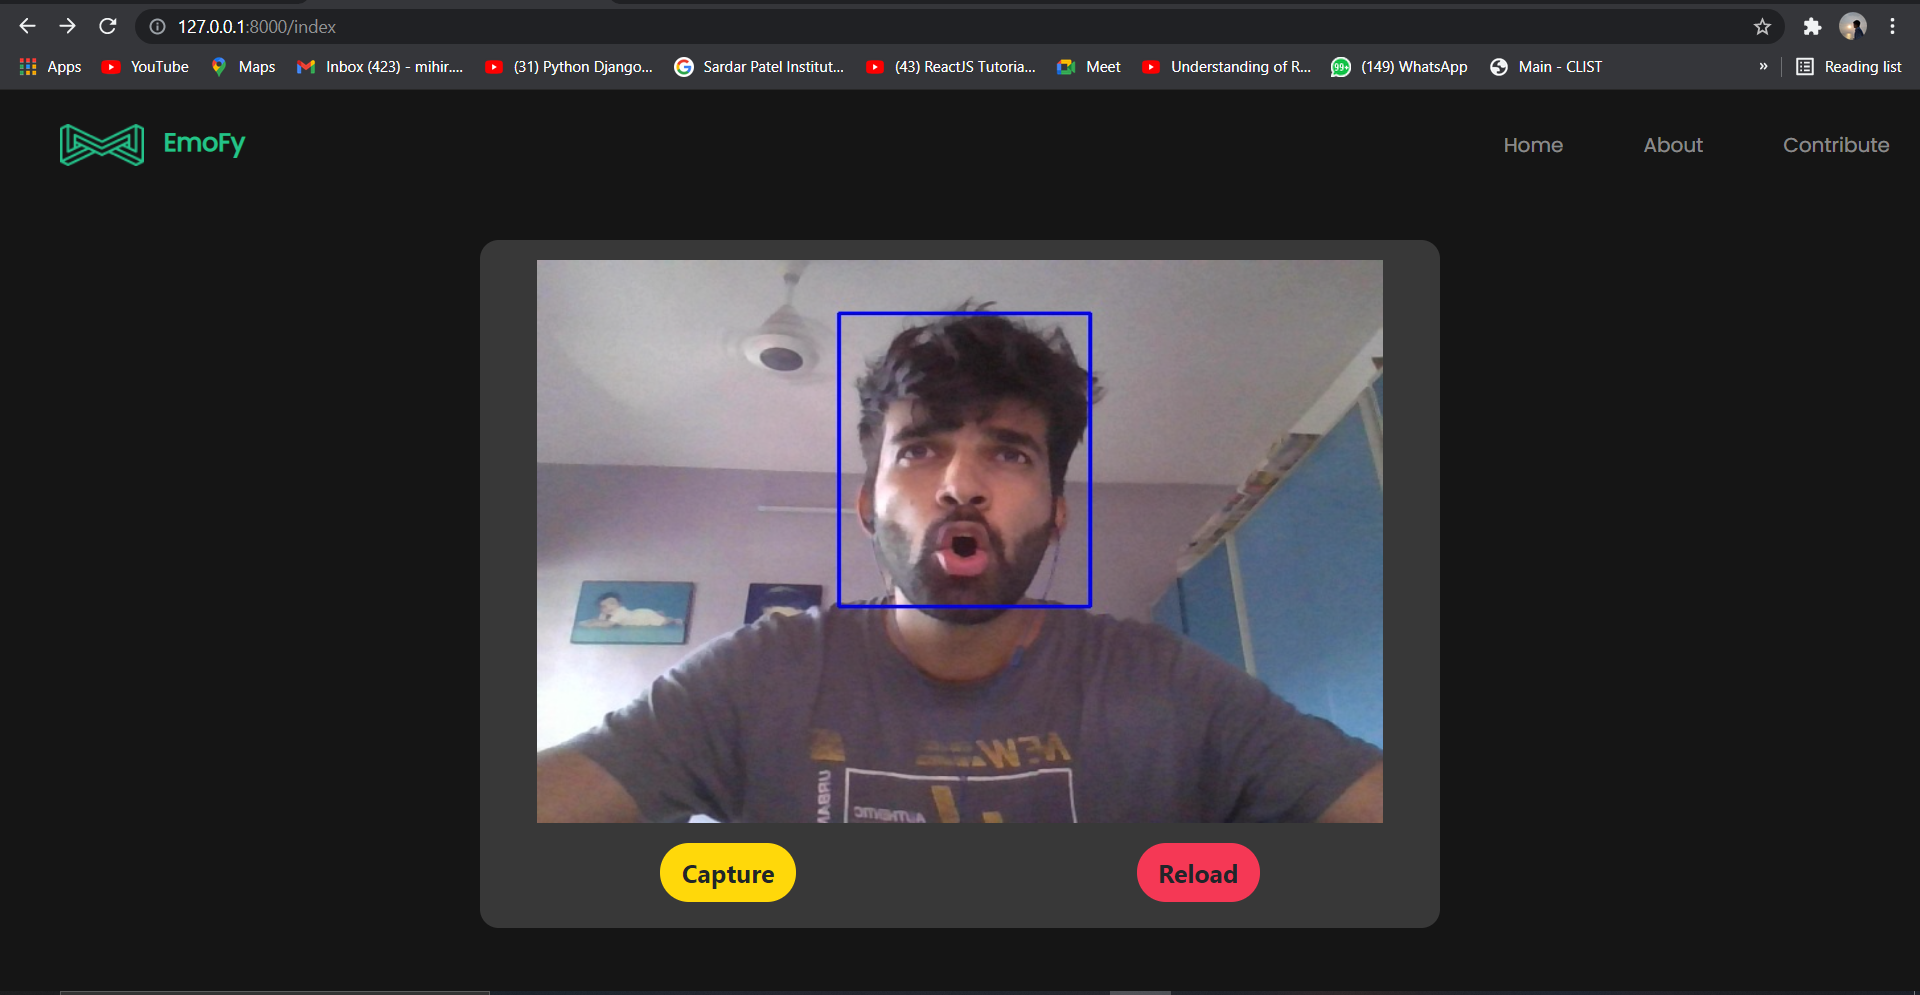 127.0.0.1:8000/index
Apps YouTube Maps Inbox (423) - mihir.... (31) Python Django... Sardar Patel Institut... (43) ReactJS Tutoria... Meet Understanding of R... 99+ (149) WhatsApp Main - CLIST » Reading list
EmoFy Home About Contribute
NEW
URBAN
AUTHENTIC
Capture Reload